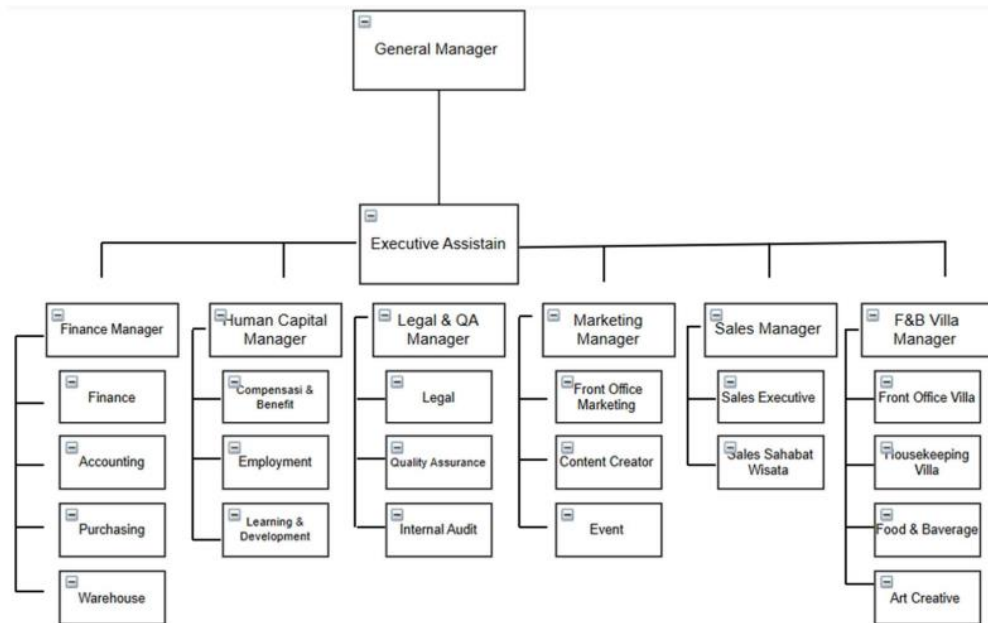 General Manager
Executive Assistain
Finance Manager
Human Capital
Manager
Legal & QA
Manager
Marketing
Manager
Sales Manager
F&B Villa
Manager
Finance
Compensasi &
Benefit
Legal
Front Office
Marketing
Sales Executive
Front Office Villa
Accounting
Employment
Quality Assurance
Content Creator
Sales Sahabat
Wisata
Housekeeping
Villa
Purchasing
Learning &
Development
Internal Audit
Event
Food & Baverage
Warehouse
Art Creative